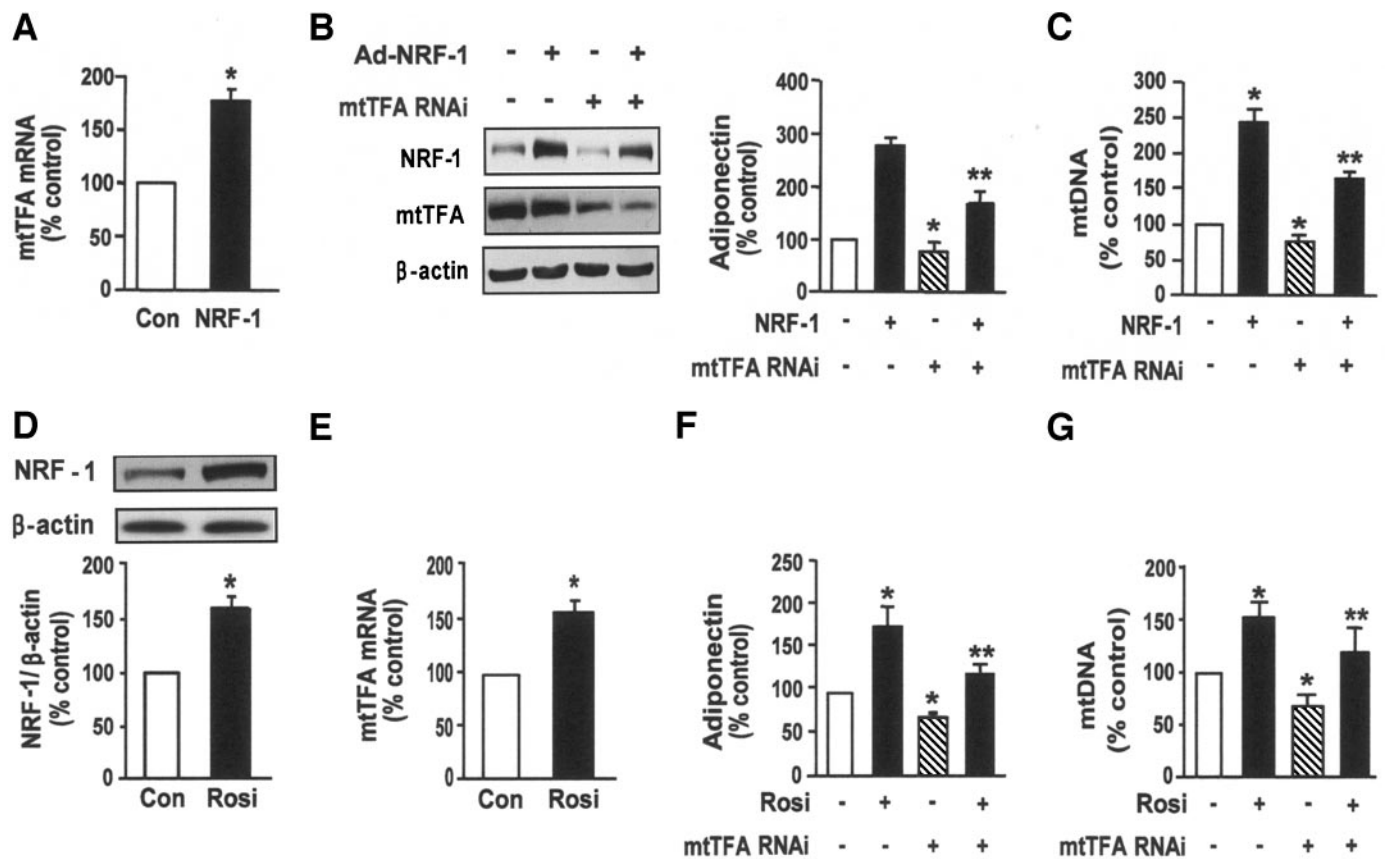 A
mtTFA mRNA
(% control)
200
150
100
50
0
*
Con NRF-1
B
Ad-NRF-1 - + - +
mtTFA RNAi - - + +
NRF-1
mtTFA
β-actin
Adiponectin
(% control)
400
300
200
100
0
*
**
NRF-1 - + - +
mtTFA RNAi - - + +
C
mtDNA
(% control)
300
250
200
150
100
50
0
*
*
**
NRF-1 - + - +
mtTFA RNAi - - + +
D
NRF - 1
β-actin
NRF-1/ β-actin
(% control)
200
150
100
50
0
*
Con Rosi
E
mtTFA mRNA
(% control)
200
150
100
50
0
*
Con Rosi
F
Adiponectin
(% control)
250
200
150
100
50
0
*
*
**
Rosi - + - +
mtTFA RNAi - - + +
G
mtDNA
(% control)
200
150
100
50
0
*
*
**
Rosi - + - +
mtTFA RNAi - - + +